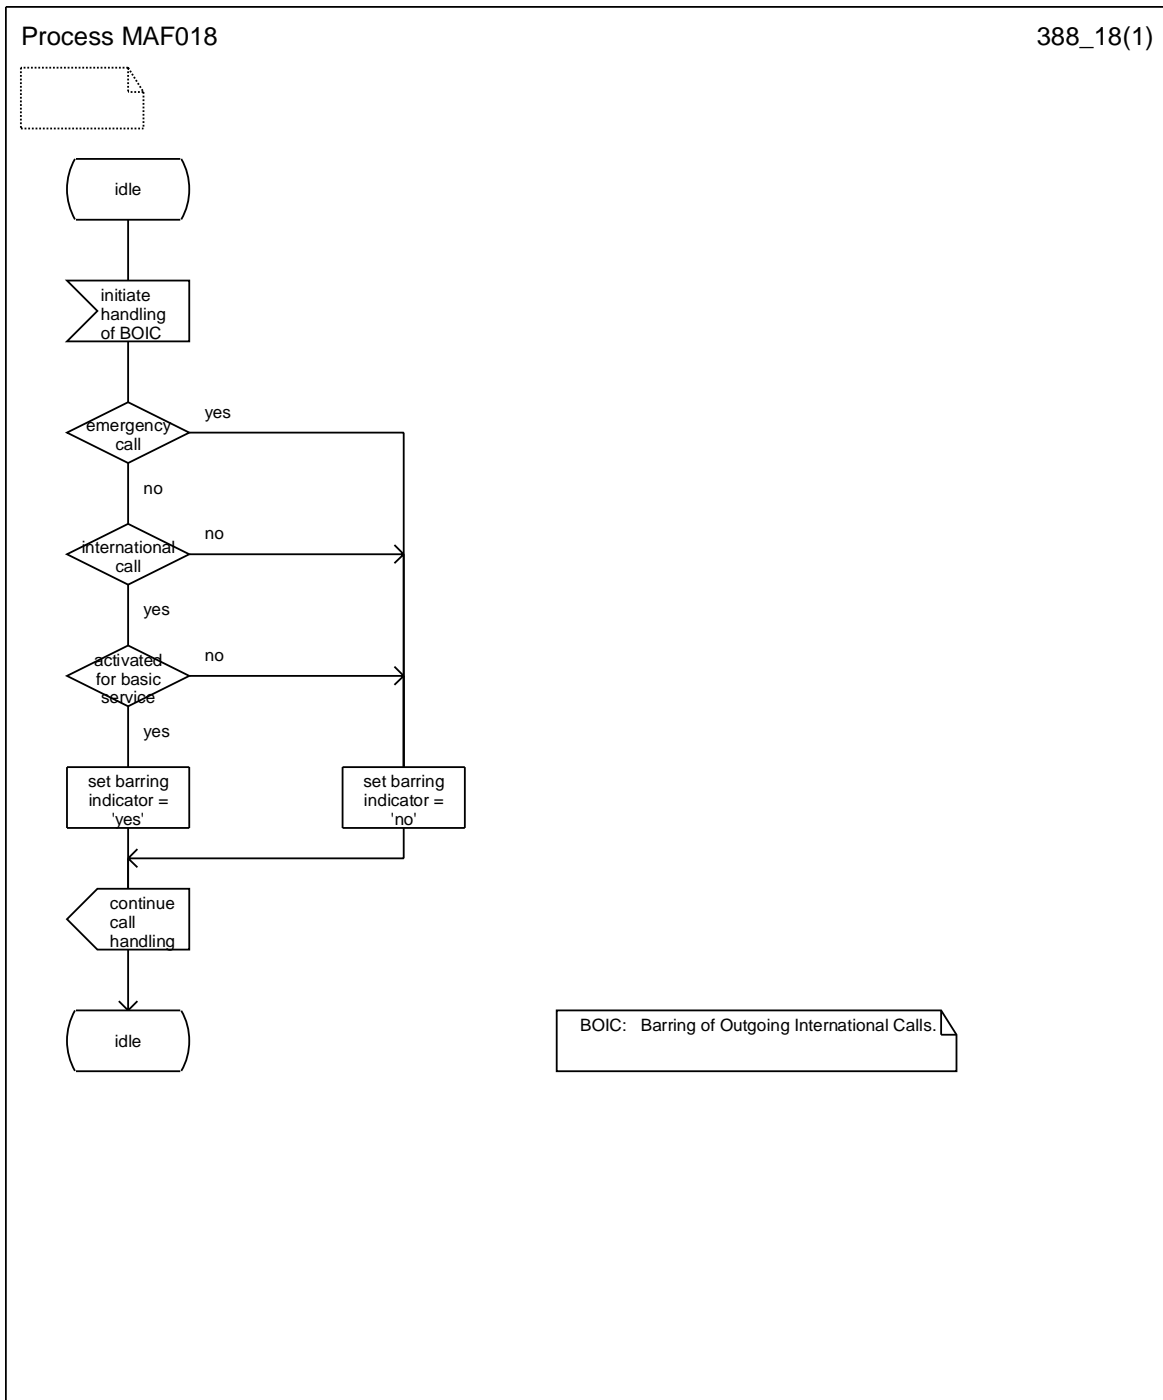 Process MAF018
388_18(1)
idle
initiate
handling
of BOIC
emergency
call
yes
no
international
call
no
yes
activated
for basic
service
no
yes
set barring
indicator =
'yes'
set barring
indicator =
'no'
continue
call
handling
idle
BOIC: Barring of Outgoing International Calls.